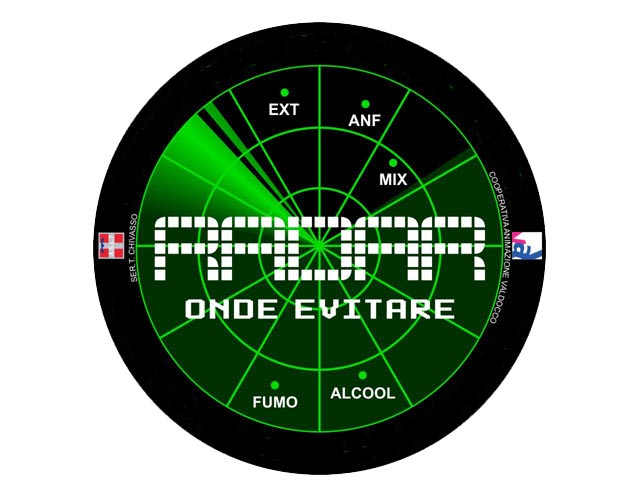 EXT
ANF
MIX
RADAR
ONDE EVITARE
FUMO
ALCOOL
SER.T. CHIVASSO
COOPERATIVA ANIMAZIONE VALDOCCO